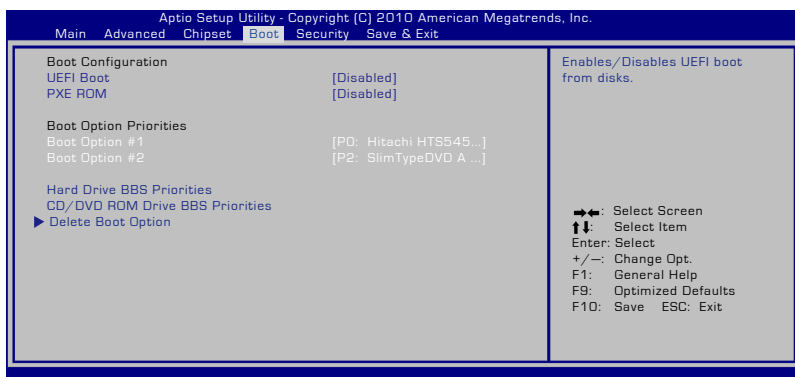 Aptio Setup Utility - Copyright (C) 2010 American Megatrends, Inc.
Main Advanced Chipset Boot Security Save & Exit
Boot Configuration
UEFI Boot [Disabled]
PXE ROM [Disabled]
Boot Option Priorities
Boot Option #1 [P0: Hitachi HTS545...]
Boot Option #2 [P2: SlimTypeDVD A ...]
Hard Drive BBS Priorities
CD/DVD ROM Drive BBS Priorities
▶ Delete Boot Option
Enables/Disables UEFI boot
from disks.
→←: Select Screen
↑↓: Select Item
Enter: Select
+/—: Change Opt.
F1: General Help
F9: Optimized Defaults
F10: Save ESC: Exit